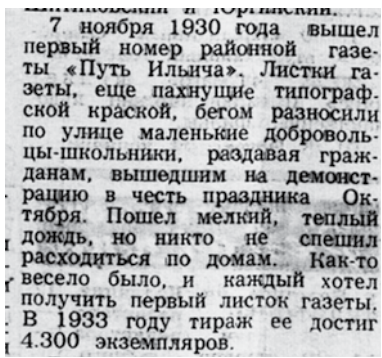 7 ноября 1930 года вышел
первый номер районной газе-
ты «Путь Ильича». Листки га-
зеты, еще пахнущие типограф-
ской краской, бегом разносили
по улице маленькие доброволь-
цы-школьники, раздавая граж-
данам, вышедшим на демонст-
рацию в честь праздника Ок-
тября. Пошел мелкий, теплый
дождь, но никто не спешил
расходиться по домам. Как-то
весело было, и каждый хотел
получить первый листок газеты.
В 1933 году тираж ее достиг
4.300 экземпляров.